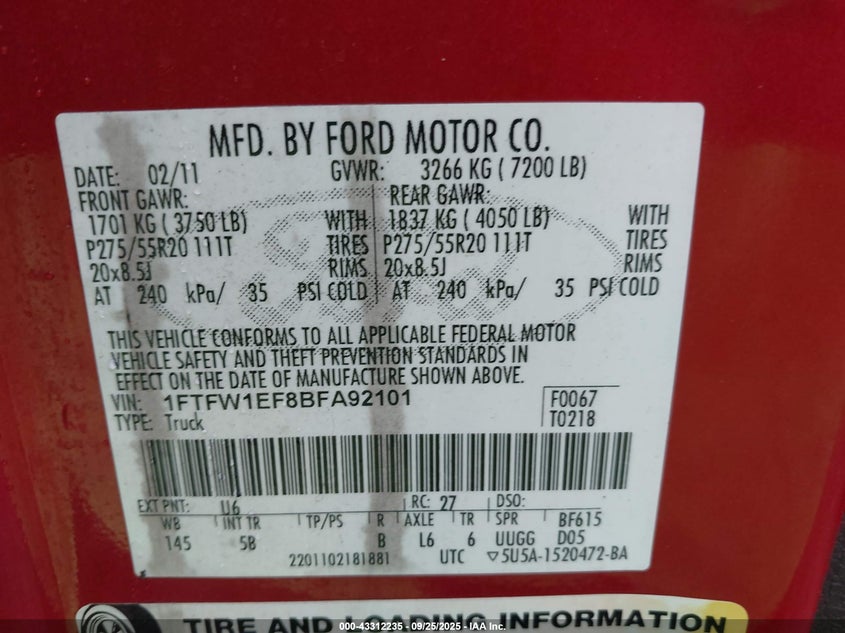 MFD. BY FORD MOTOR CO.
DATE: 02/11 GVWR: 3266 KG ( 7200 LB)
FRONT GAWR: REAR GAWR:
1701 KG ( 3750 LB) WITH 1837 KG ( 4050 LB) WITH
P275/55R20 111T TIRES P275/55R20 111T TIRES
20x8.5J RIMS 20x8.5J RIMS
AT 240 kPa/ 35 PSI COLD AT 240 kPa/ 35 PSI COLD
THIS VEHICLE CONFORMS TO ALL APPLICABLE FEDERAL MOTOR
VEHICLE SAFETY AND THEFT PREVENTION STANDARDS IN
EFFECT ON THE DATE OF MANUFACTURE SHOWN ABOVE.
VIN: 1FTFW1EF8BFA92101 F0067
TYPE: Truck T0218
EXT PNT: U6 RC: 27 DSO:
WB INT TR TP/PS R AXLE TR SPR BF615
145 5B B L6 6 UUGG D05
2201102181881 UTC ▽5U5A-1520472-BA
TIRE AND LOADING INFORMATION
000-43312235 - 09/25/2025 - IAA Inc.